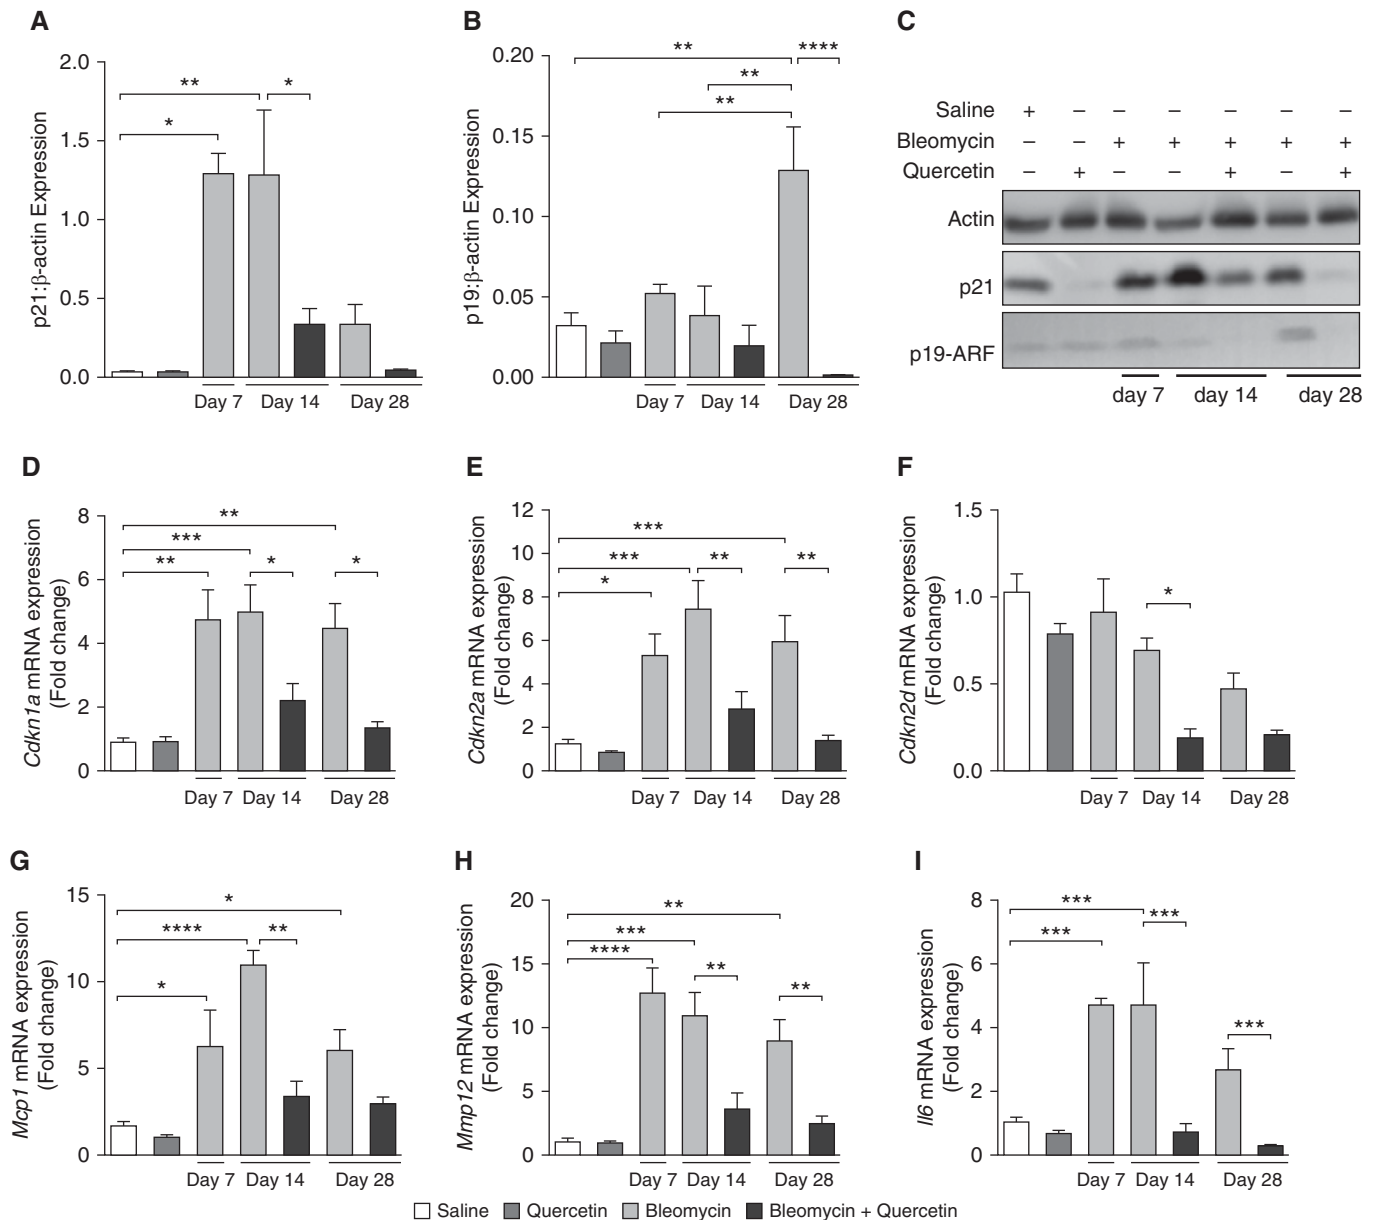 A
p21:β-actin Expression
2.0
1.5
1.0
0.5
0.0
**
*
*
Day 7
Day 14
Day 28
B
p19:β-actin Expression
0.20
0.15
0.10
0.05
0.00
**
****
**
**
Day 7
Day 14
Day 28
C
Saline + – – – – – –
Bleomycin – – + + + + +
Quercetin – + – – + – +
Actin
p21
p19-ARF
day 7
day 14
day 28
D
Cdkn1a mRNA expression
(Fold change)
8
6
4
2
0
**
***
**
*
*
Day 7
Day 14
Day 28
E
Cdkn2a mRNA expression
(Fold change)
12
10
8
6
4
2
0
***
***
**
**
*
Day 7
Day 14
Day 28
F
Cdkn2d mRNA expression
(Fold change)
1.5
1.0
0.5
0.0
*
Day 7
Day 14
Day 28
G
Mcp1 mRNA expression
(Fold change)
15
10
5
0
*
****
**
*
Day 7
Day 14
Day 28
H
Mmp12 mRNA expression
(Fold change)
20
15
10
5
0
**
***
****
**
**
Day 7
Day 14
Day 28
I
Il6 mRNA expression
(Fold change)
8
6
4
2
0
***
***
***
***
Day 7
Day 14
Day 28
Saline
Quercetin
Bleomycin
Bleomycin + Quercetin